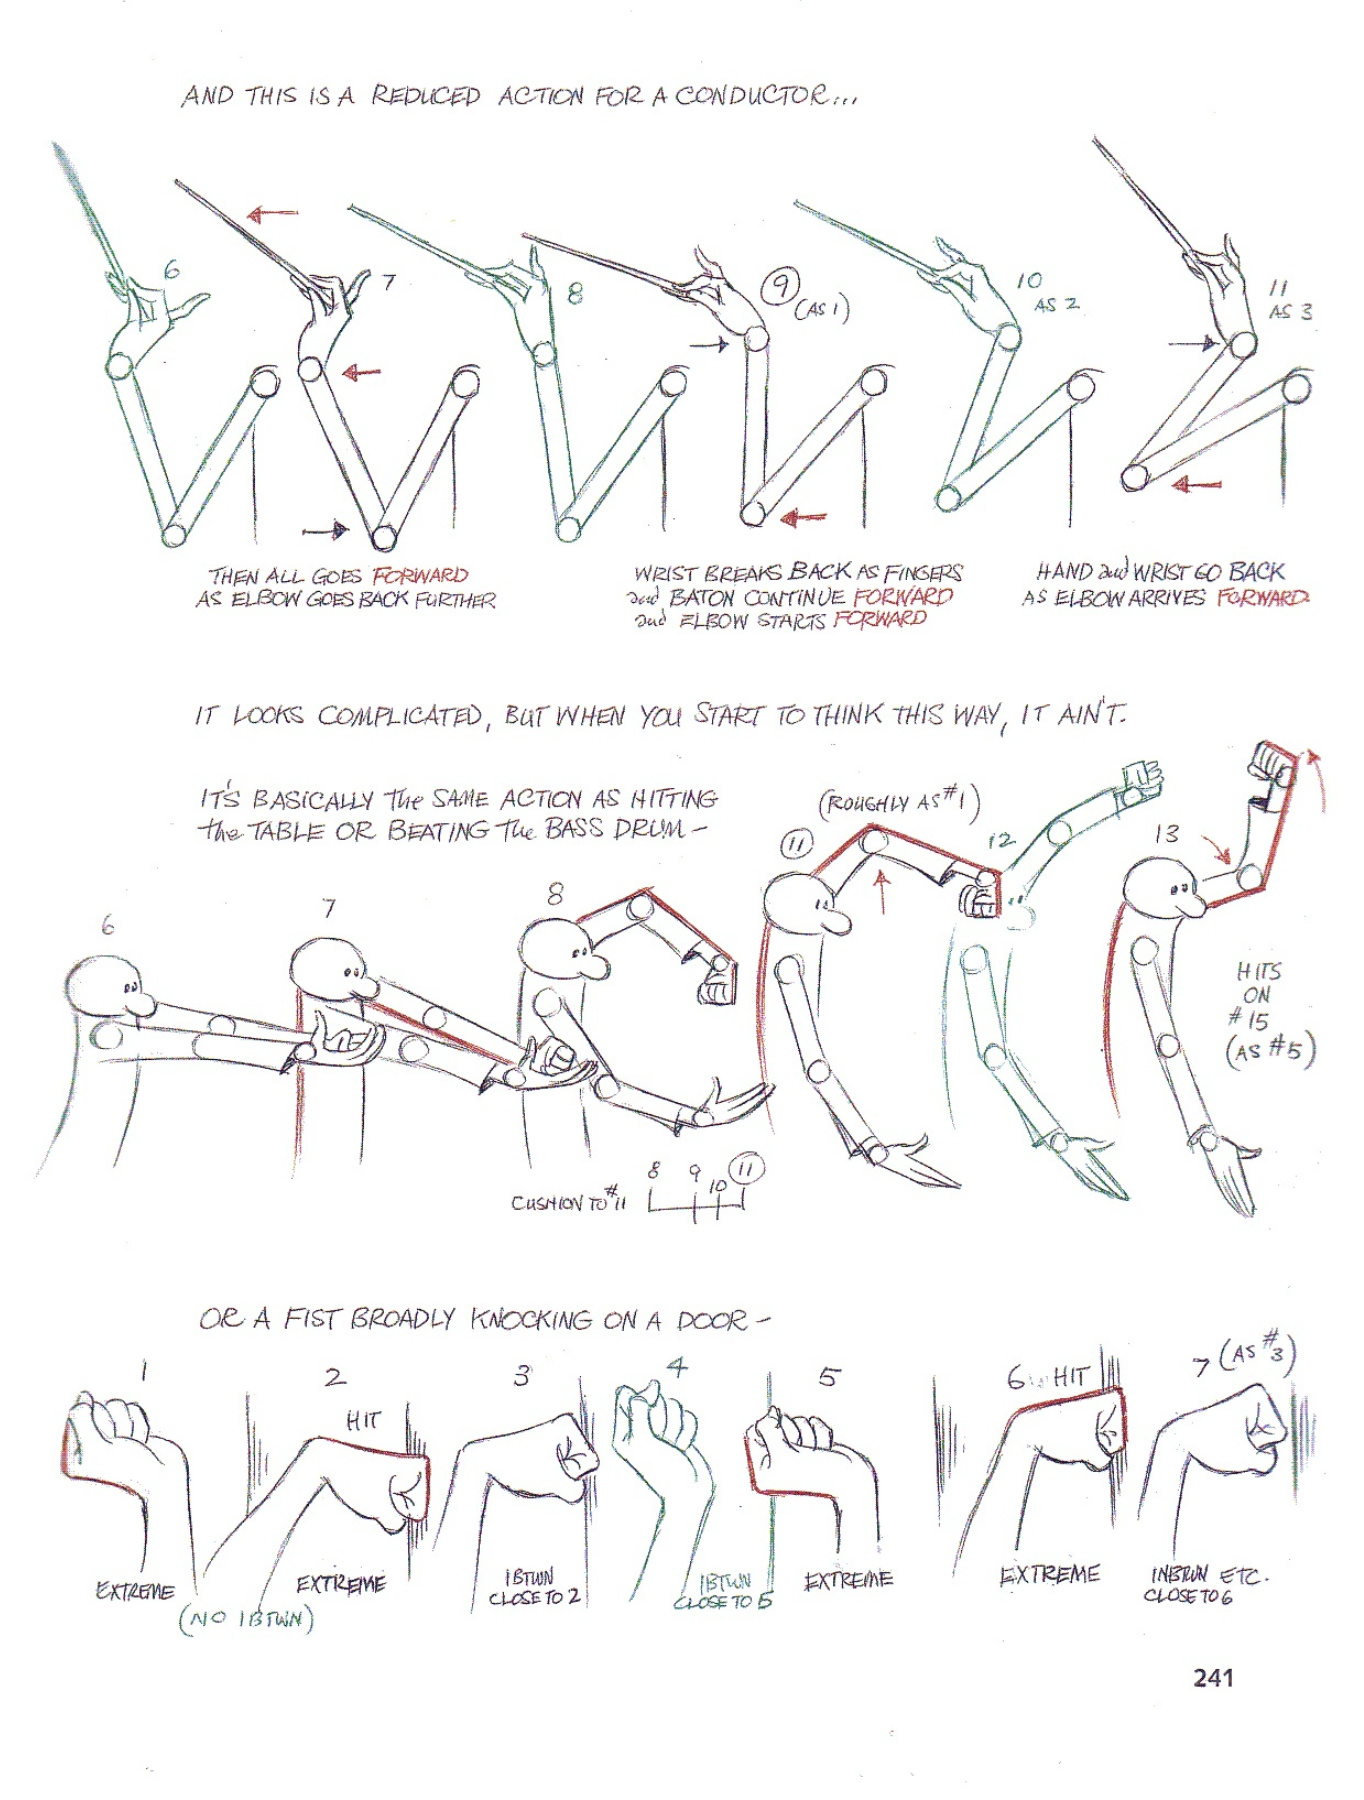 AND THIS IS A REDUCED ACTION FOR A CONDUCTOR...
6
7
8
9
(AS 1)
10
AS 2
11
AS 3
THEN ALL GOES FORWARD
AS ELBOW GOES BACK FURTHER
WRIST BREAKS BACK AS FINGERS
and BATON CONTINUE FORWARD
and ELBOW STARTS FORWARD
HAND and WRIST GO BACK
AS ELBOW ARRIVES FORWARD.
IT LOOKS COMPLICATED, BUT WHEN YOU START TO THINK THIS WAY, IT AIN'T.
IT'S BASICALLY the SAME ACTION AS HITTING
the TABLE OR BEATING the BASS DRUM —
6
7
8
11
(ROUGHLY AS #1)
12
13
HITS
ON
#15
(AS #5)
CUSHION TO #11
8 9 10 11
OR A FIST BROADLY KNOCKING ON A DOOR —
1
2
HIT
3
4
5
6 HIT
7 (AS #3)
EXTREME
(NO IBTWN)
EXTREME
IBTWN
CLOSE TO 2
IBTWN
CLOSE TO 5
EXTREME
EXTREME
INBTWN ETC.
CLOSE TO 6
241